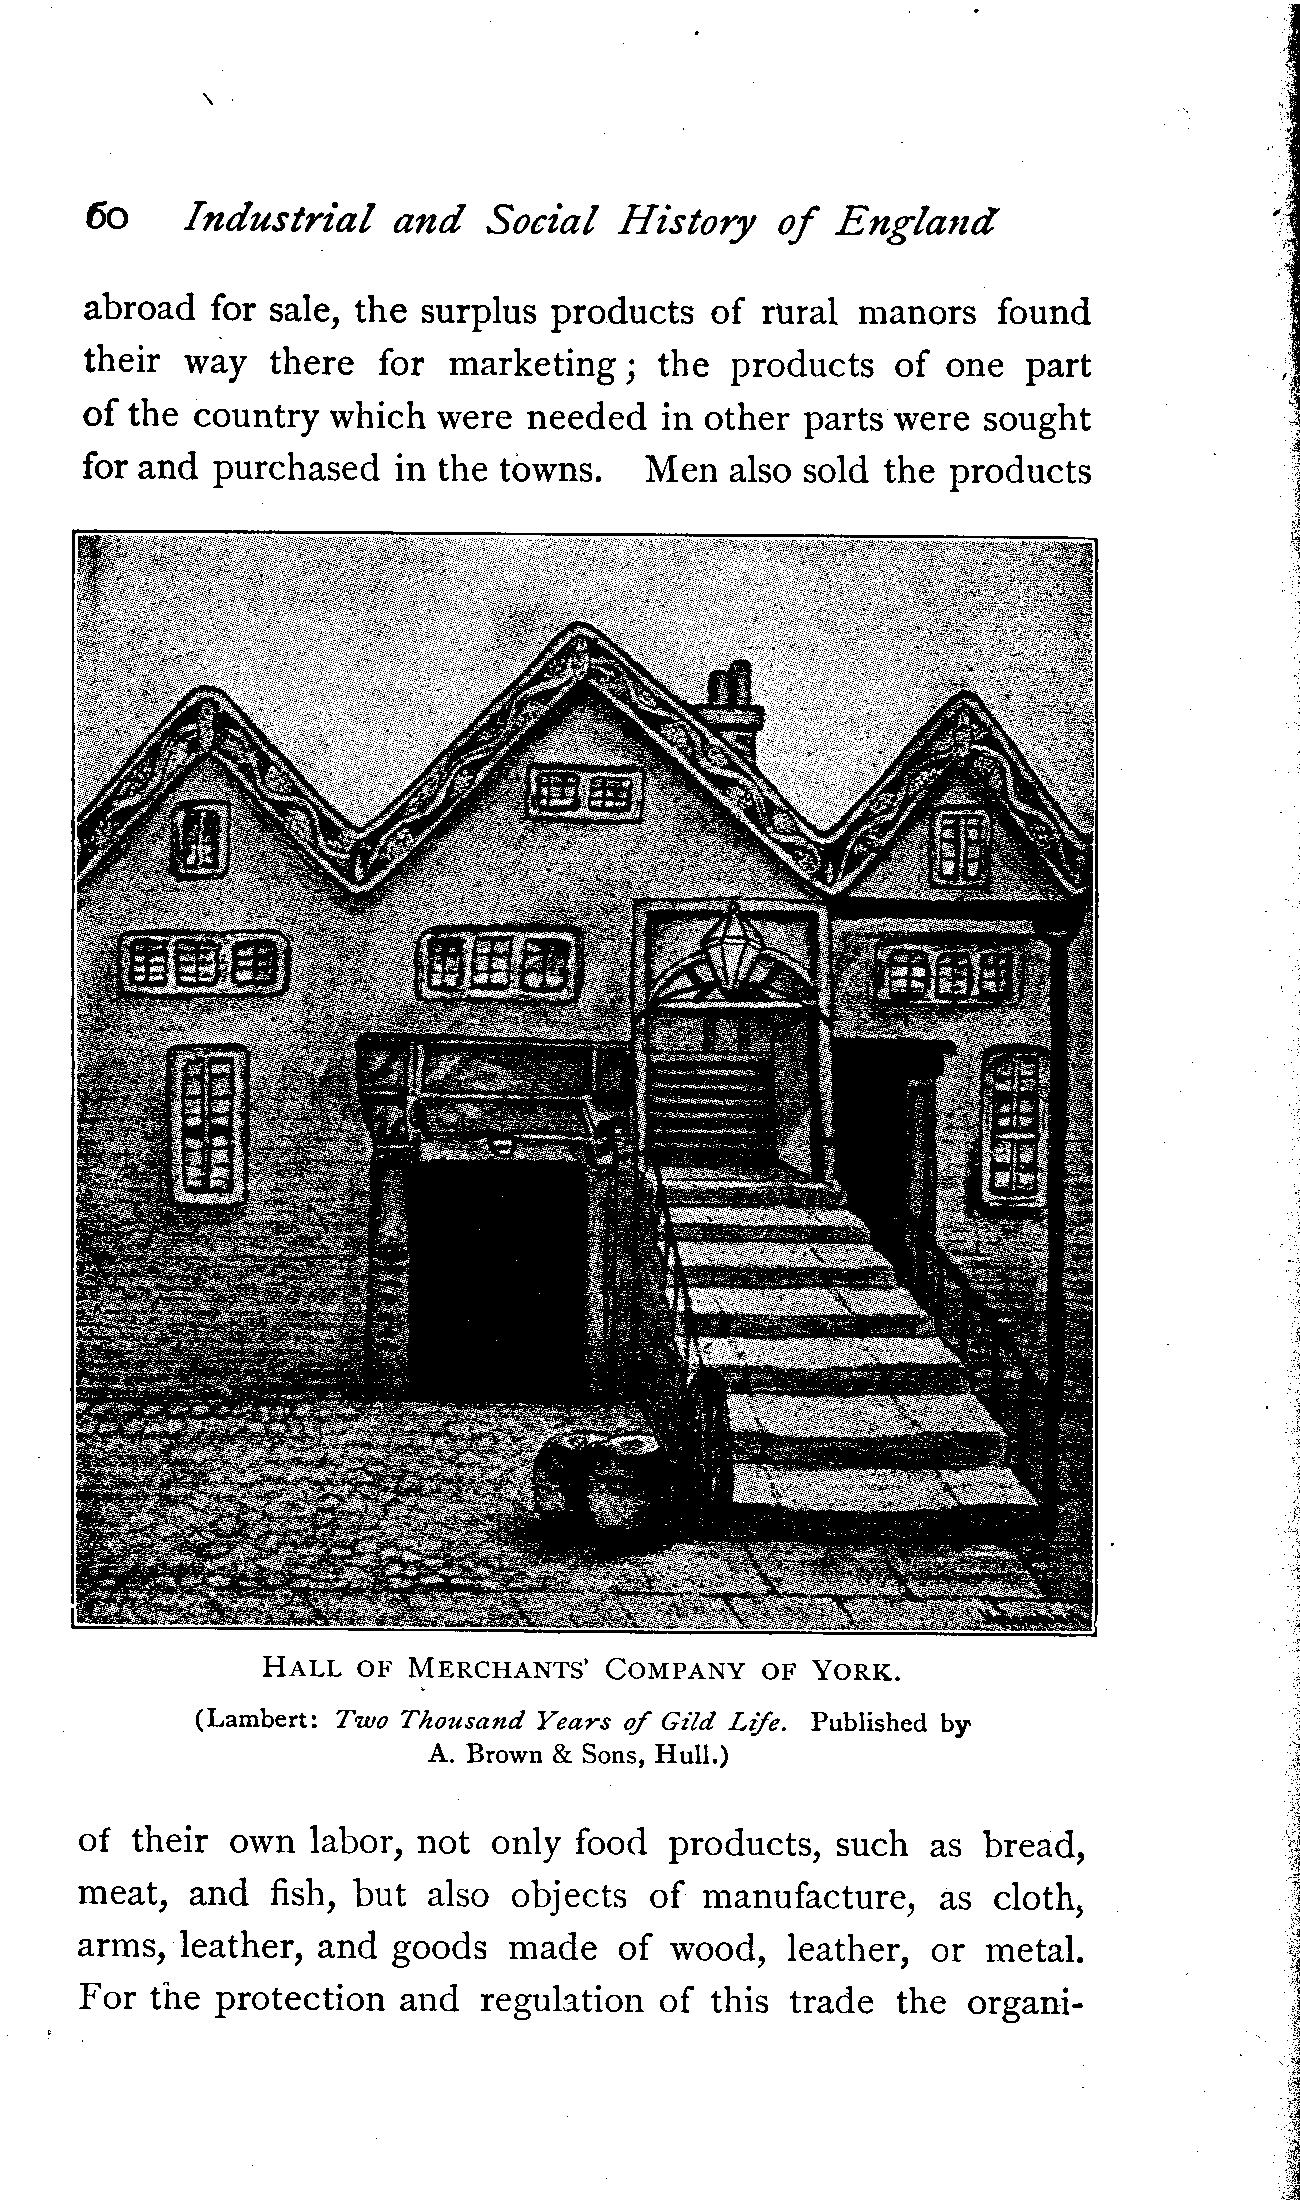 60 Industrial and Social History of England
abroad for sale, the surplus products of rural manors found
their way there for marketing; the products of one part
of the country which were needed in other parts were sought
for and purchased in the towns. Men also sold the products
HALL OF MERCHANTS' COMPANY OF YORK.
(Lambert: Two Thousand Years of Gild Life. Published by
A. Brown & Sons, Hull.)
of their own labor, not only food products, such as bread,
meat, and fish, but also objects of manufacture, as cloth,
arms, leather, and goods made of wood, leather, or metal.
For the protection and regulation of this trade the organi-